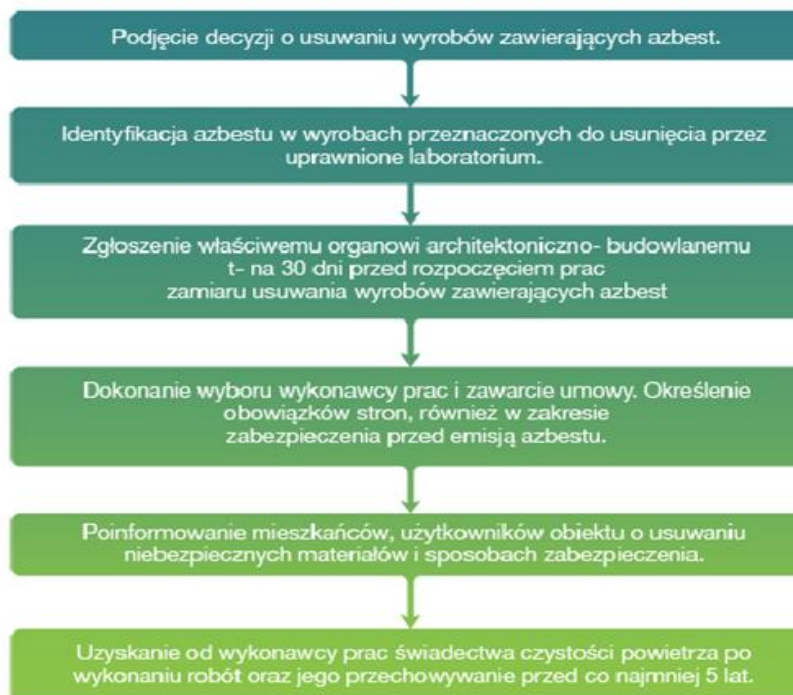 Podjęcie decyzji o usuwaniu wyrobów zawierających azbest.
Identyfikacja azbestu w wyrobach przeznaczonych do usunięcia przez
uprawnione laboratorium.
Zgłoszenie właściwemu organowi architektoniczno- budowlanemu
t- na 30 dni przed rozpoczęciem prac
zamiaru usuwania wyrobów zawierających azbest
Dokonanie wyboru wykonawcy prac i zawarcie umowy. Określenie
obowiązków stron, również w zakresie
zabezpieczenia przed emisją azbestu.
Poinformowanie mieszkańców, użytkowników obiektu o usuwaniu
niebezpiecznych materiałów i sposobach zabezpieczenia.
Uzyskanie od wykonawcy prac świadectwa czystości powietrza po
wykonaniu robót oraz jego przechowywanie przed co najmniej 5 lat.